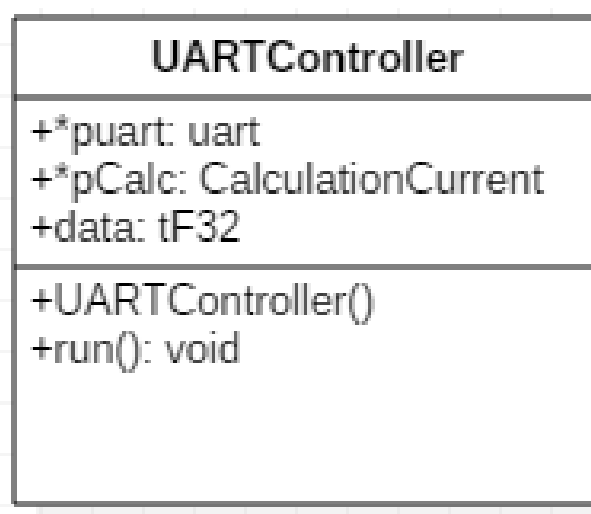 UARTController
+*puart: uart
+*pCalc: CalculationCurrent
+data: tF32
+UARTController()
+run(): void